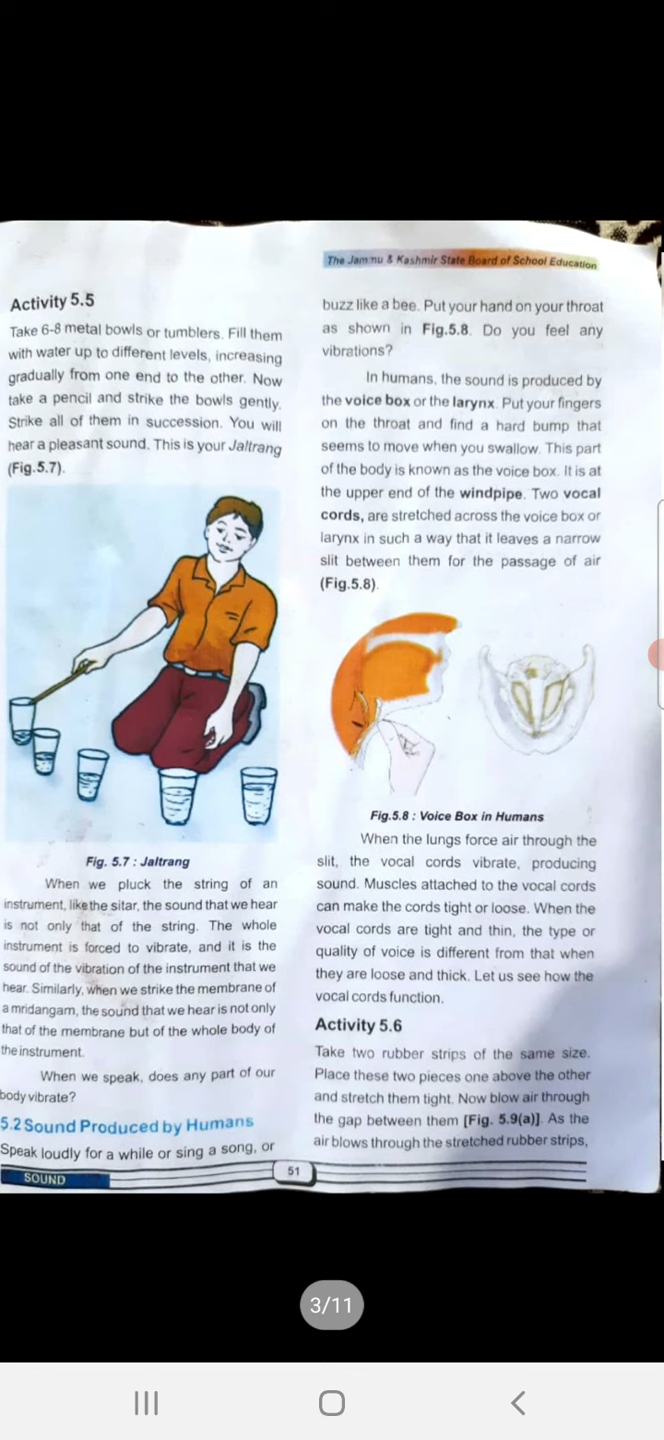 The Jammu & Kashmir State Board of School Education
Activity 5.5
Take 6-8 metal bowls or tumblers. Fill them
with water up to different levels, increasing
gradually from one end to the other. Now
take a pencil and strike the bowls gently.
Strike all of them in succession. You will
hear a pleasant sound. This is your Jaltrang
(Fig.5.7).
Fig. 5.7 : Jaltrang
When we pluck the string of an
instrument, like the sitar, the sound that we hear
is not only that of the string. The whole
instrument is forced to vibrate, and it is the
sound of the vibration of the instrument that we
hear. Similarly, when we strike the membrane of
a mridangam, the sound that we hear is not only
that of the membrane but of the whole body of
the instrument.
When we speak, does any part of our
body vibrate?
5.2 Sound Produced by Humans
Speak loudly for a while or sing a song, or
buzz like a bee. Put your hand on your throat
as shown in Fig.5.8. Do you feel any
vibrations?
In humans, the sound is produced by
the voice box or the larynx. Put your fingers
on the throat and find a hard bump that
seems to move when you swallow. This part
of the body is known as the voice box. It is at
the upper end of the windpipe. Two vocal
cords, are stretched across the voice box or
larynx in such a way that it leaves a narrow
slit between them for the passage of air
(Fig.5.8).
Fig.5.8 : Voice Box in Humans
When the lungs force air through the
slit, the vocal cords vibrate, producing
sound. Muscles attached to the vocal cords
can make the cords tight or loose. When the
vocal cords are tight and thin, the type or
quality of voice is different from that when
they are loose and thick. Let us see how the
vocal cords function.
Activity 5.6
Take two rubber strips of the same size.
Place these two pieces one above the other
and stretch them tight. Now blow air through
the gap between them [Fig. 5.9(a)]. As the
air blows through the stretched rubber strips,
SOUND
51
3/11